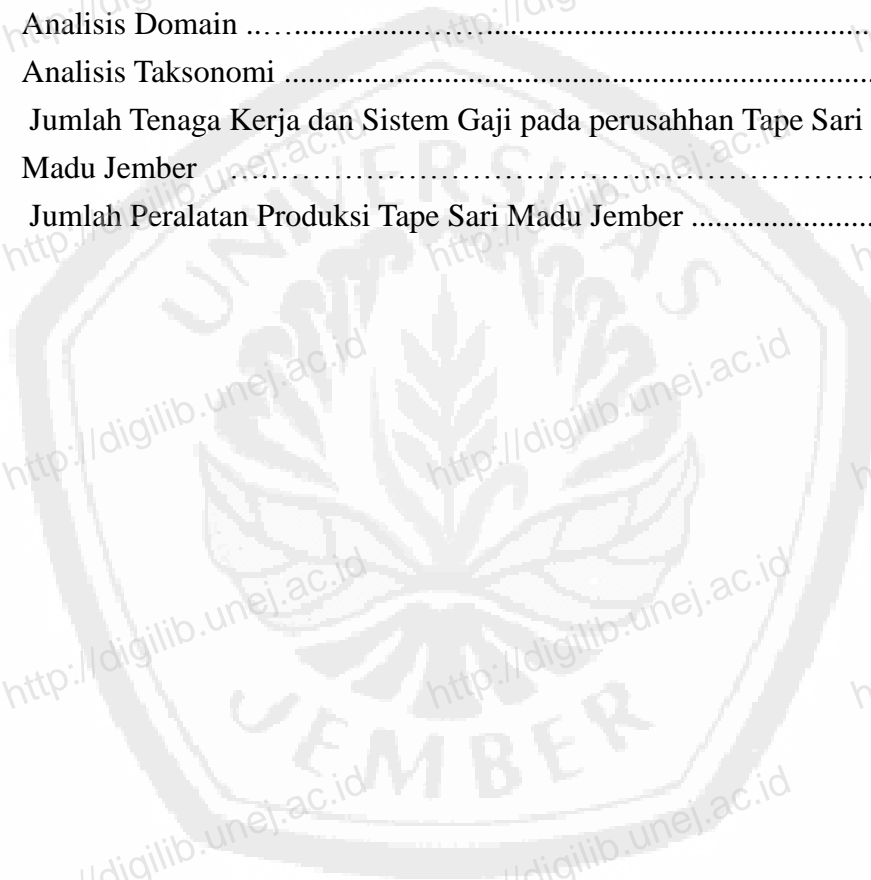 Analisis Domain ..........................................................................
Analisis Taksonomi ..........................................................................
Jumlah Tenaga Kerja dan Sistem Gaji pada perusahhan Tape Sari
Madu Jember ..........................................................................
Jumlah Peralatan Produksi Tape Sari Madu Jember .......................
UNIVERSITAS
JEMBER
http://digilib.unej.ac.id
http://digilib.unej.ac.id
http://digilib.unej.ac.id
http://digilib.unej.ac.id
http://digilib.unej.ac.id
http://digilib.unej.ac.id